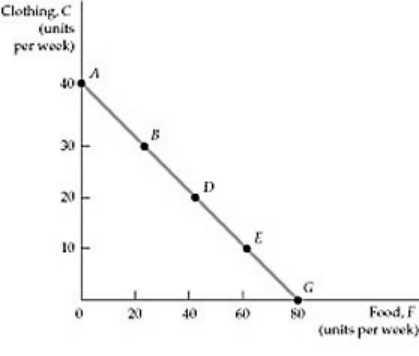 Clothing, C
(units
per week)
A
40
B
30
D
20
E
10
G
0 20 40 60 80
Food, F
(units per week)